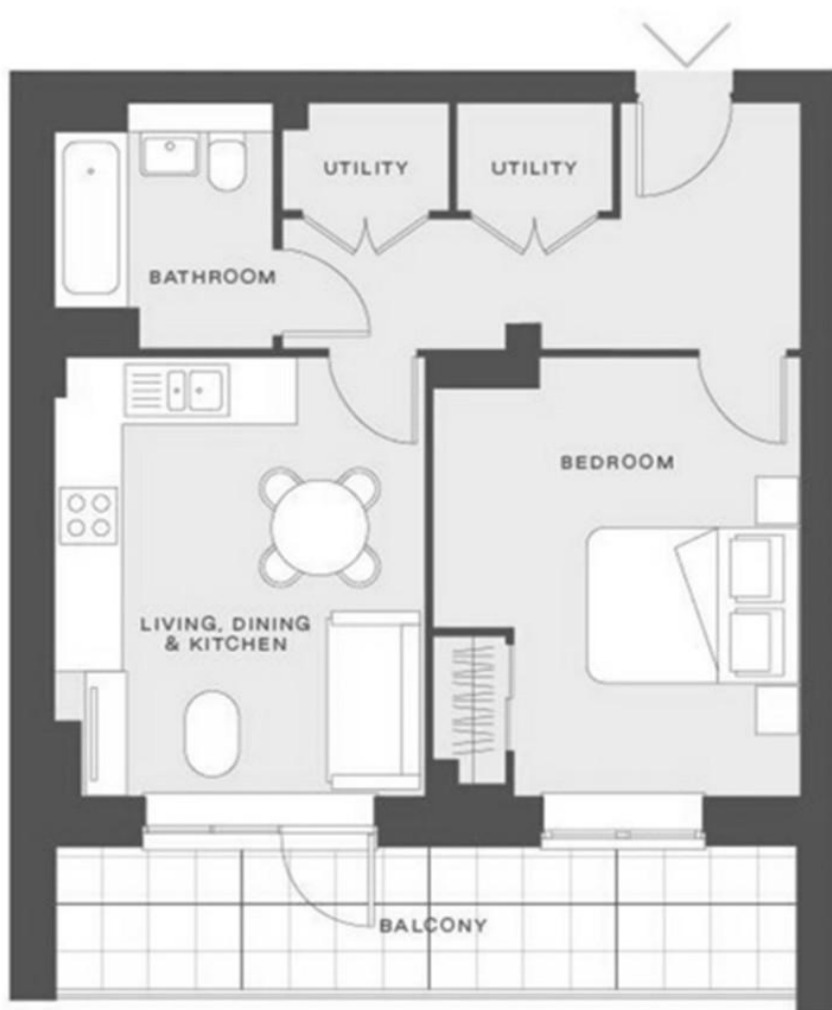 UTILITY
UTILITY
BATHROOM
BEDROOM
LIVING, DINING
& KITCHEN
BALCONY